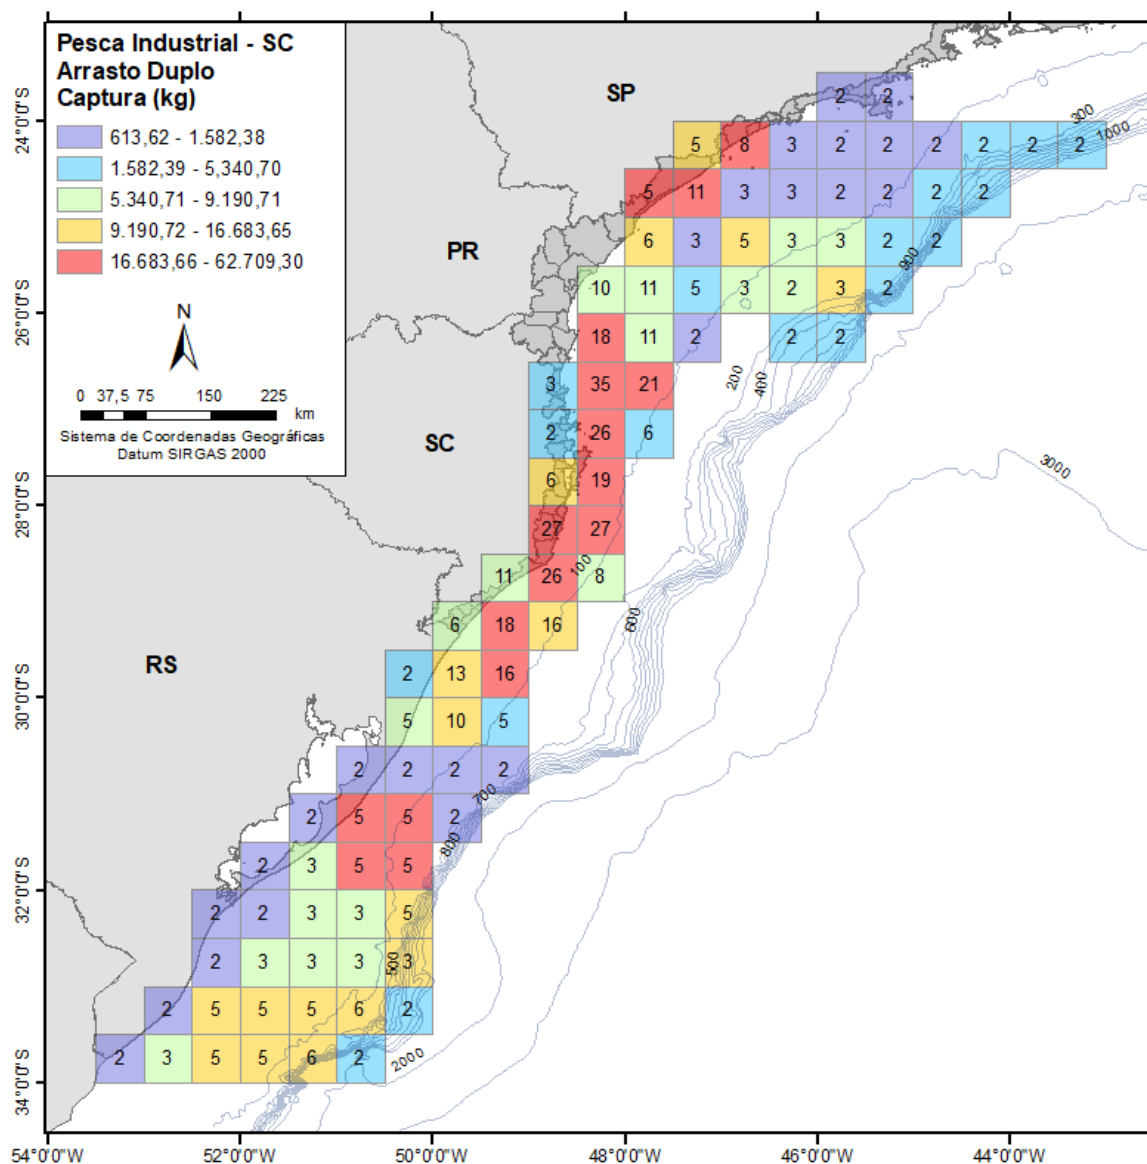 Pesca Industrial - SC
Arrasto Duplo
Captura (kg)
613,62 - 1.582,38
1.582,39 - 5,340,70
5.340,71 - 9.190,71
9.190,72 - 16.683,65
16.683,66 - 62.709,30
N
0 37,5 75 150 225
km
Sistema de Coordenadas Geográficas
Datum SIRGAS 2000
SP
PR
SC
RS
2 2
5 8 3 2 2 2 2 2 2
5 11 3 3 2 2 2 2
6 3 5 3 3 2 2
10 11 5 3 2 3 2
18 11 2 2 2
3 35 21
2 26 6
6 19
27 27
11 26 8
6 18 16
2 13 16
5 10 5
2 2 2 2
2 5 5 2
2 3 5 5
2 2 3 3 5
2 3 3 3 3
2 5 5 5 6 2
2 3 5 5 6 2
300
1000
900
200
400
3000
100
600
700
800
500
2000
24°0'0"S
26°0'0"S
28°0'0"S
30°0'0"S
32°0'0"S
34°0'0"S
54°0'0"W 52°0'0"W 50°0'0"W 48°0'0"W 46°0'0"W 44°0'0"W